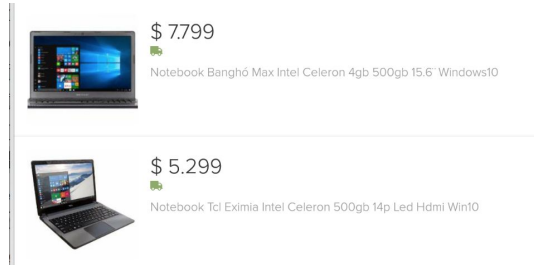 $ 7.799
Notebook Banghó Max Intel Celeron 4gb 500gb 15.6¨ Windows10
$ 5.299
Notebook Tcl Eximia Intel Celeron 500gb 14p Led Hdmi Win10